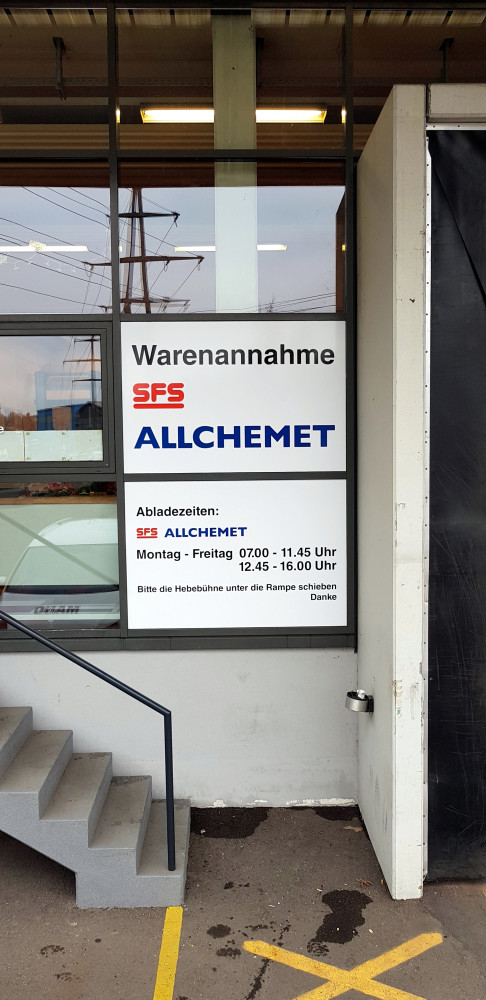 Warenannahme
SFS
ALLCHEMET
Abladezeiten:
SFS ALLCHEMET
Montag - Freitag 07.00 - 11.45 Uhr
12.45 - 16.00 Uhr
Bitte die Hebebühne unter die Rampe schieben
Danke